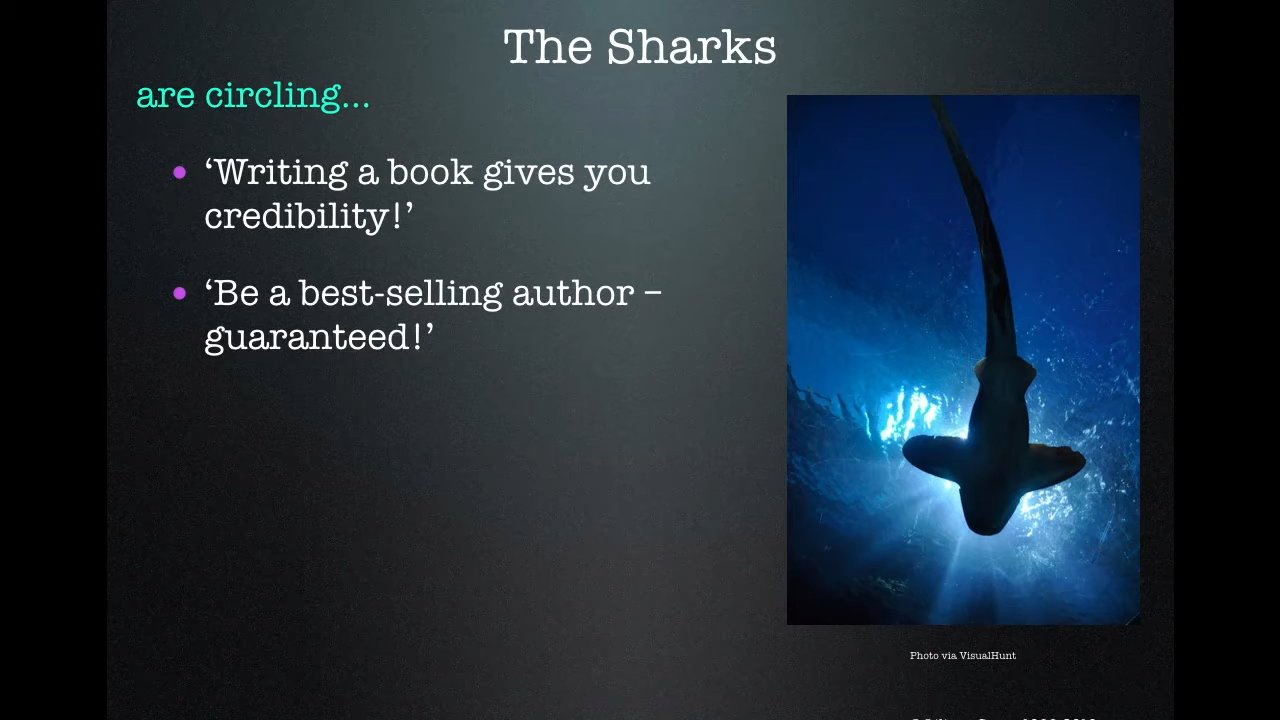 The Sharks
are circling...
• ‘Writing a book gives you
credibility!’
• ‘Be a best-selling author –
guaranteed!’
Photo via VisualHunt